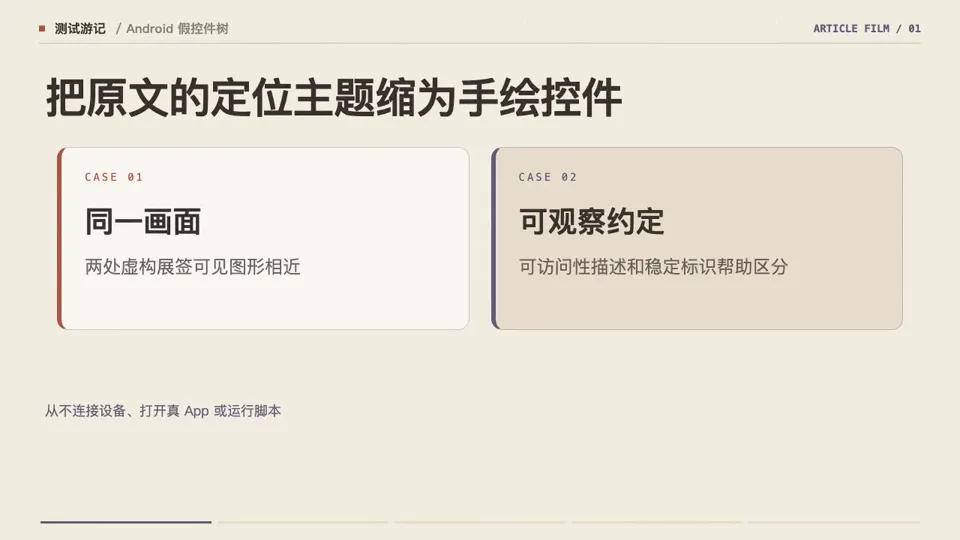 测试游记 / Android 假控件树
ARTICLE FILM / 01
把原文的定位主题缩为手绘控件
CASE 01
同一画面
两处虚构展签可见图形相近
CASE 02
可观察约定
可访问性描述和稳定标识帮助区分
从不连接设备、打开真 App 或运行脚本